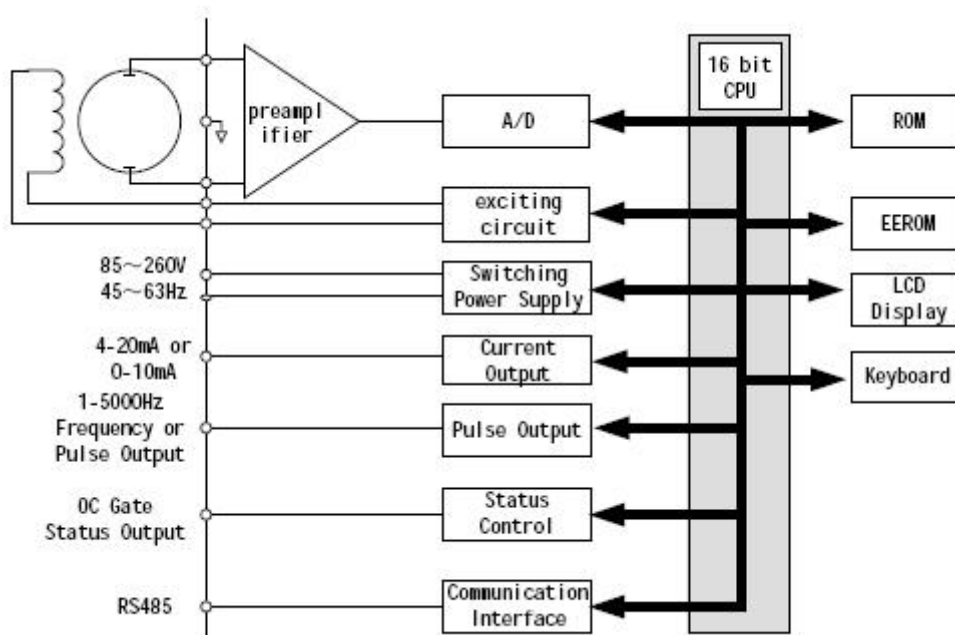 16 bit
CPU
preampl
ifier
A/D
ROM
exciting
circuit
EEROM
85～260V
45～63Hz
Switching
Power Supply
LCD
Display
4-20mA or
0-10mA
Current
Output
Keyboard
1-5000Hz
Frequency or
Pulse Output
Pulse Output
OC Gate
Status Output
Status
Control
RS485
Communication
Interface